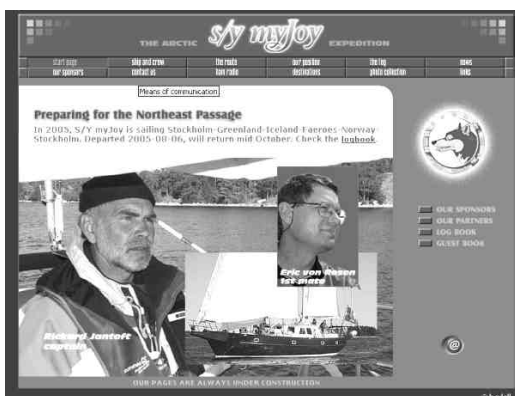 s/y myJoy
THE ARCTIC EXPEDITION
start page ship and crew the route our position the log news
our sponsors contact us ham radio destinations photo collection links
Means of communication
Preparing for the Northeast Passage
In 2005, S/Y myJoy is sailing Stockholm-Greenland-Iceland-Faeroes-Norway-
Stockholm. Departed 2005-08-06, will return mid October. Check the logbook.
Eric von Rosen
1st mate
Rickard Jantoft
captain
OUR SPONSORS
OUR PARTNERS
LOG BOOK
GUEST BOOK
@
OUR PAGES ARE ALWAYS UNDER CONSTRUCTION